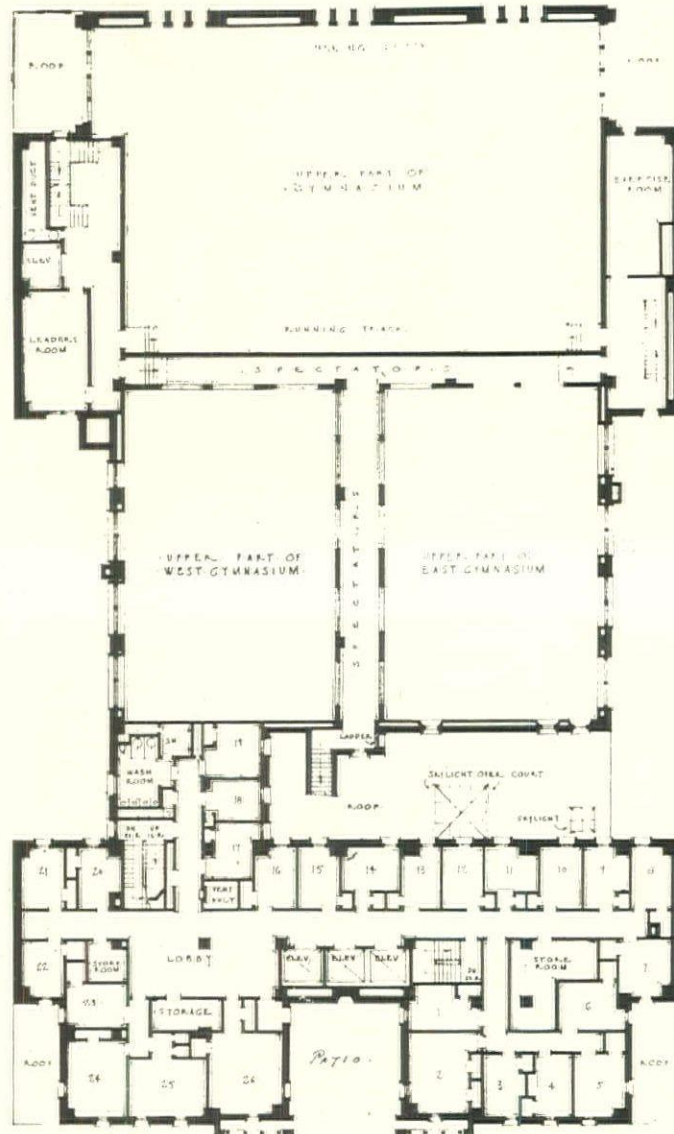 ROOF
ROOF
UPPER PART OF
GYMNASIUM
EXERCISE
ROOM
VENT DUCT
ELEV.
LEADERS
ROOM
RUNNING TRACK
SPECTATORS
UPPER PART OF
WEST GYMNASIUM
SPECTATORS
UPPER PART OF
EAST GYMNASIUM
SH.
19
LADDER
WASH
ROOM
SKYLIGHT OVER COURT
18
ROOF
SKYLIGHT
17
21
20
VENT
DUCT
16
15
14
13
12
11
10
9
8
22
STORE
ROOM
LOBBY
ELEV.
ELEV.
ELEV.
STORE
ROOM
7
23
STORAGE
1
6
ROOF
24
25
26
PATIO
2
3
4
5
ROOF